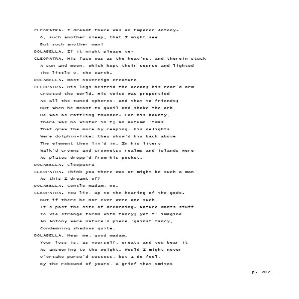 CLEOPATRA. I dreamt there was an Emperor Antony-
O, such another sleep, that I might see
But such another man!
DOLABELLA. If it might please ye-
CLEOPATRA. His face was as the heav'ns, and therein stuck
A sun and moon, which kept their course and lighted
The little O, the earth.
DOLABELLA. Most sovereign creature-
CLEOPATRA. His legs bestrid the ocean; his rear'd arm
Crested the world. His voice was propertied
As all the tuned spheres, and that to friends;
But when he meant to quail and shake the orb,
He was as rattling thunder. For his bounty,
There was no winter in't; an autumn 'twas
That grew the more by reaping. His delights
Were dolphin-like: they show'd his back above
The element they liv'd in. In his livery
Walk'd crowns and crownets; realms and islands were
As plates dropp'd from his pocket.
DOLABELLA. Cleopatra!
CLEOPATRA. Think you there was or might be such a man
As this I dreamt of?
DOLABELLA. Gentle madam, no.
CLEOPATRA. You lie, up to the hearing of the gods.
But if there be nor ever were one such,
It's past the size of dreaming. Nature wants stuff
To vie strange forms with fancy; yet t' imagine
An Antony were nature's piece 'gainst fancy,
Condemning shadows quite.
DOLABELLA. Hear me, good madam.
Your loss is, as yourself, great; and you bear it
As answering to the weight. Would I might never
O'ertake pursu'd success, but I do feel,
By the rebound of yours, a grief that smites
p. 202